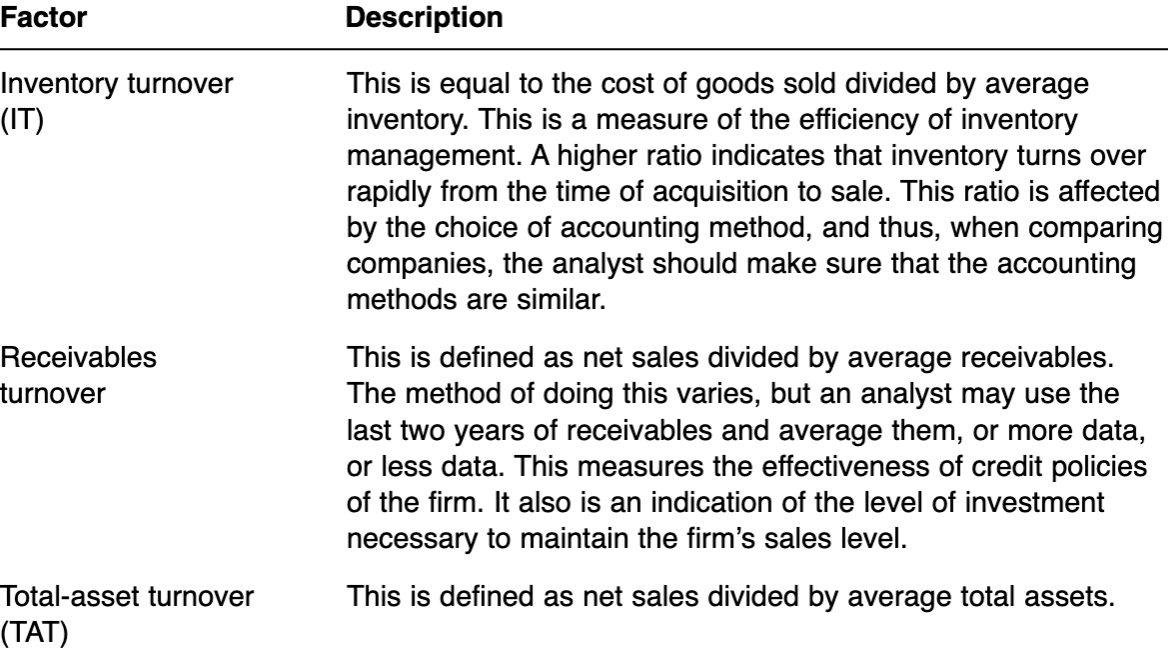 Factor Description
Inventory turnover
(IT)
This is equal to the cost of goods sold divided by average
inventory. This is a measure of the efficiency of inventory
management. A higher ratio indicates that inventory turns over
rapidly from the time of acquisition to sale. This ratio is affected
by the choice of accounting method, and thus, when comparing
companies, the analyst should make sure that the accounting
methods are similar.
Receivables
turnover
This is defined as net sales divided by average receivables.
The method of doing this varies, but an analyst may use the
last two years of receivables and average them, or more data,
or less data. This measures the effectiveness of credit policies
of the firm. It also is an indication of the level of investment
necessary to maintain the firm’s sales level.
Total-asset turnover
(TAT)
This is defined as net sales divided by average total assets.